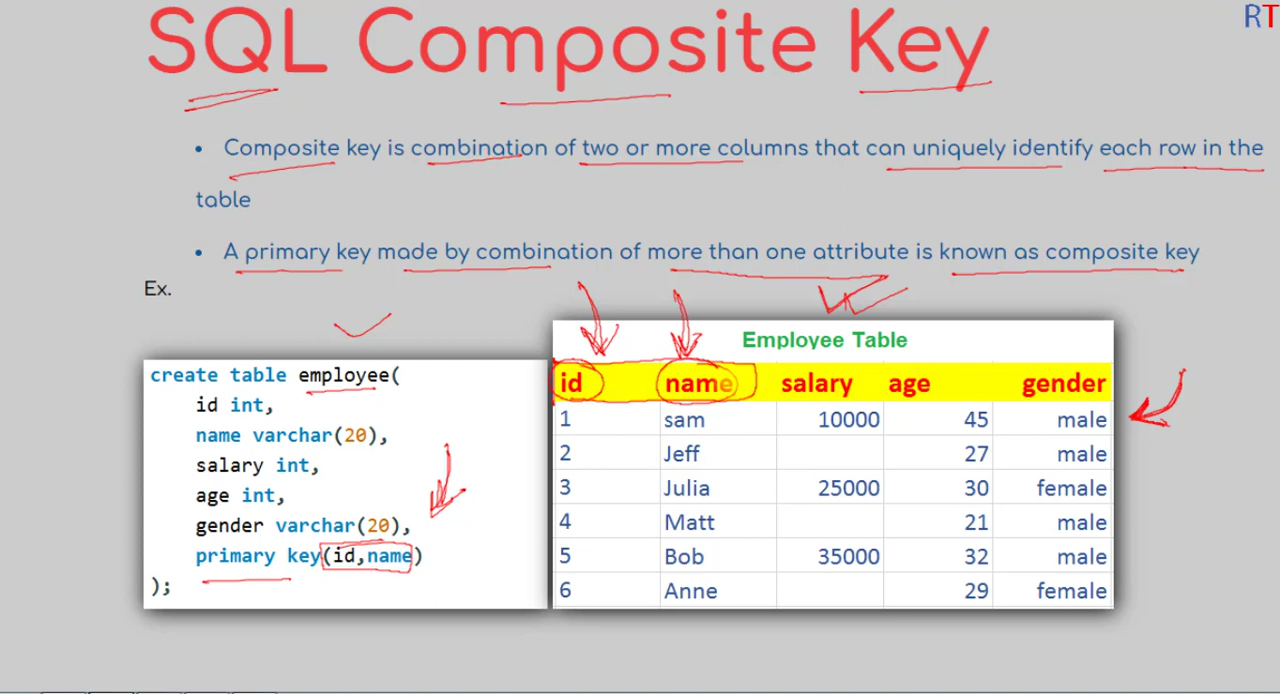 RT
SQL Composite Key
• Composite key is combination of two or more columns that can uniquely identify each row in the
table
• A primary key made by combination of more than one attribute is known as composite key
Ex.
create table employee(
id int,
name varchar(20),
salary int,
age int,
gender varchar(20),
primary key(id,name)
);
Employee Table
id name salary age gender
1 sam 10000 45 male
2 Jeff 27 male
3 Julia 25000 30 female
4 Matt 21 male
5 Bob 35000 32 male
6 Anne 29 female